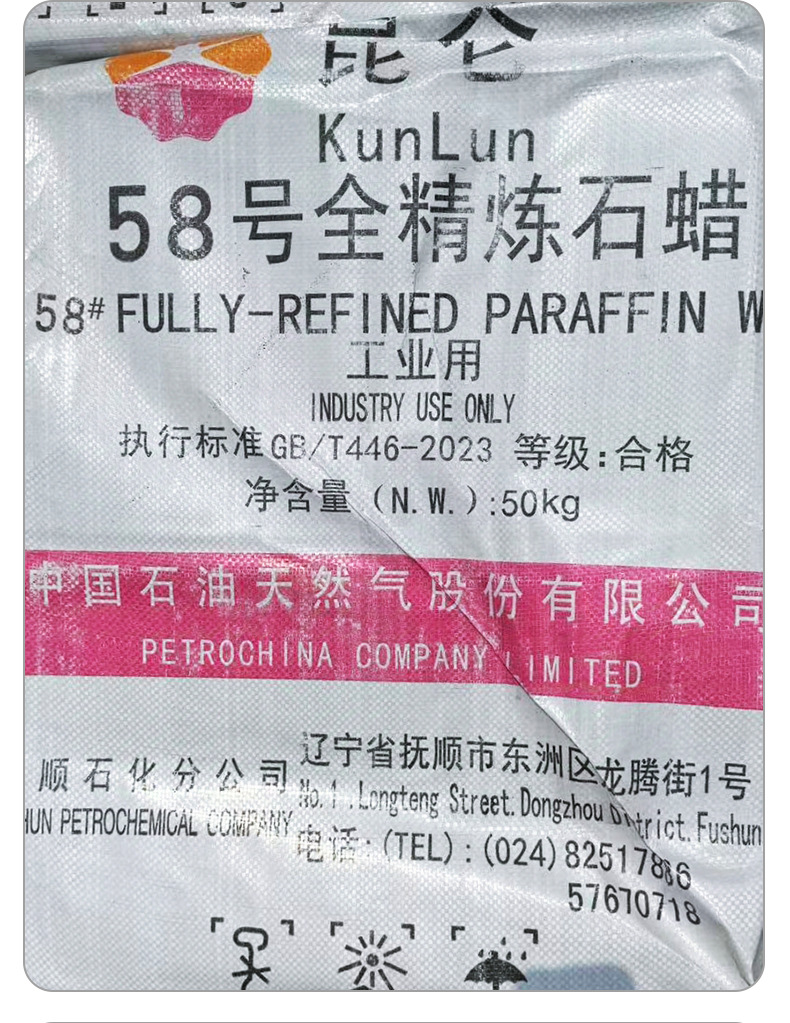 昆仑
KunLun
58号全精炼石蜡
58# FULLY-REFINED PARAFFIN W
工业用
INDUSTRY USE ONLY
执行标准GB/T446-2023 等级:合格
净含量(N.W.):50kg
中国石油天然气股份有限公司
PETROCHINA COMPANY LIMITED
顺石化分公司
HUN PETROCHEMICAL COMPANY
辽宁省抚顺市东洲区龙腾街1号
No.1 .Longteng Street.Dongzhou District.Fushun
电话:(TEL):(024)82517886
57670718